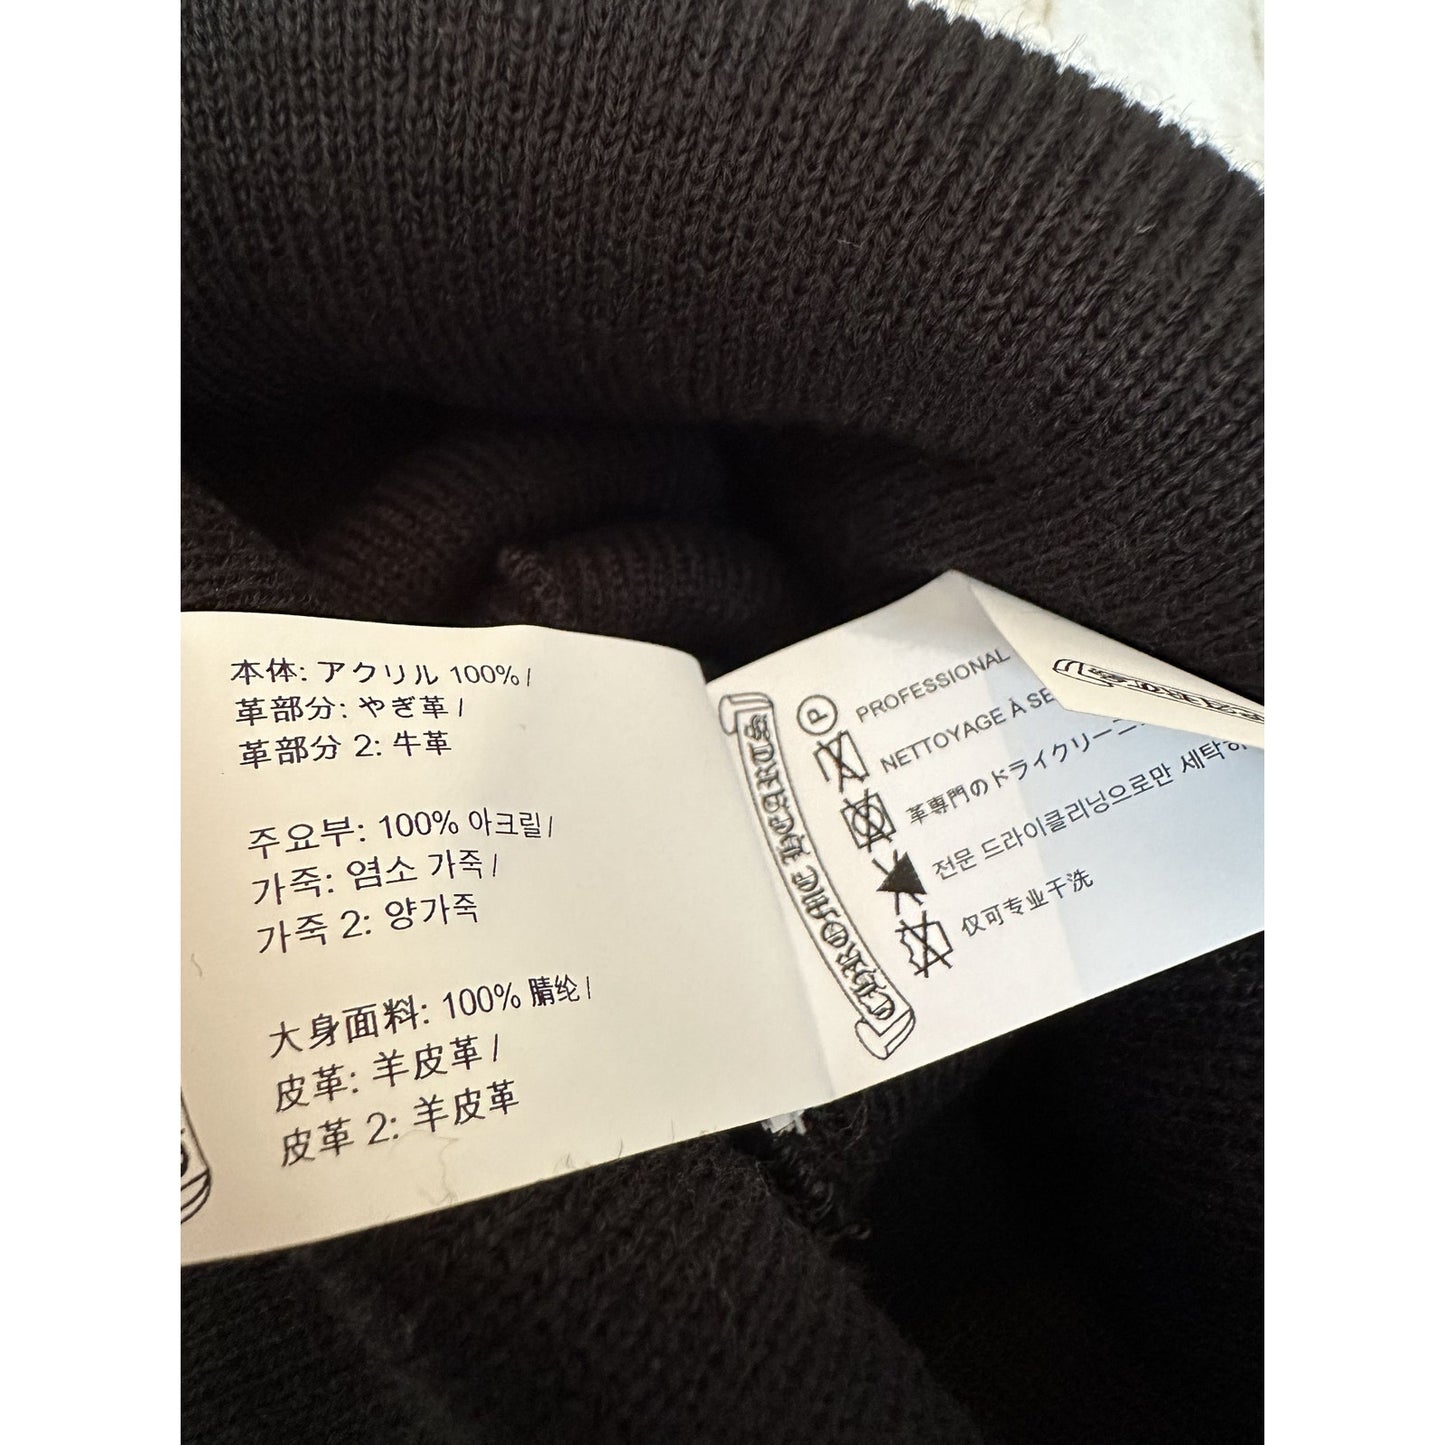 本体: アクリル 100% /
革部分: やぎ革 /
革部分 2: 牛革
주요부: 100% 아크릴 /
가죽: 염소 가죽 /
가죽 2: 양가죽
大身面料: 100% 腈纶 /
皮革: 羊皮革 /
皮革 2: 羊皮革
CHROME HEARTS
P PROFESSIONAL
NETTOYAGE À SE
革専門のドライクリーニ
전문 드라이클리닝으로만 세탁하
仅可专业干洗